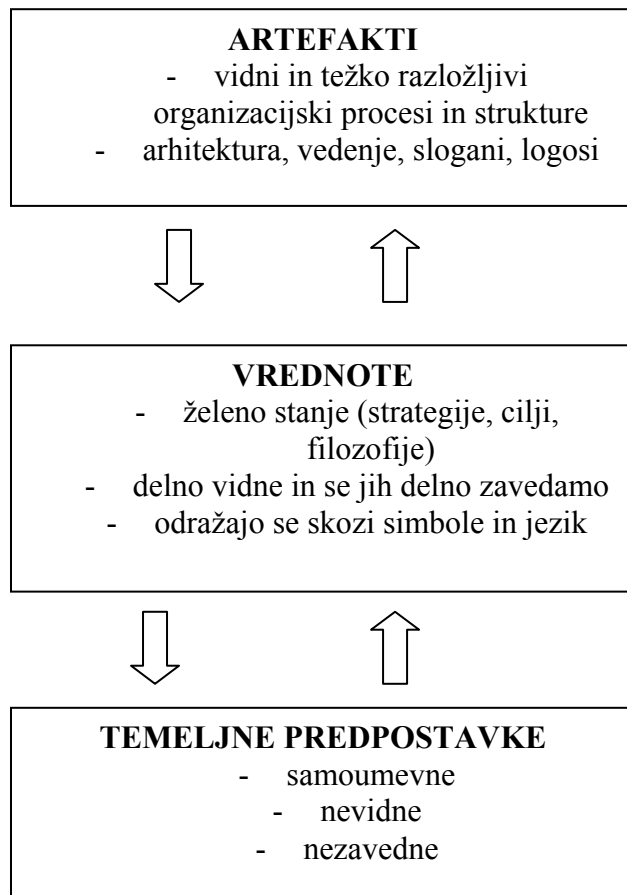 ARTEFAKTI
- vidni in težko razložljivi
organizacijski procesi in strukture
- arhitektura, vedenje, slogani, logosi
VREDNOTE
- želeno stanje (strategije, cilji,
filozofije)
- delno vidne in se jih delno zavedamo
- odražajo se skozi simbole in jezik
TEMELJNE PREDPOSTAVKE
- samoumevne
- nevidne
- nezavedne